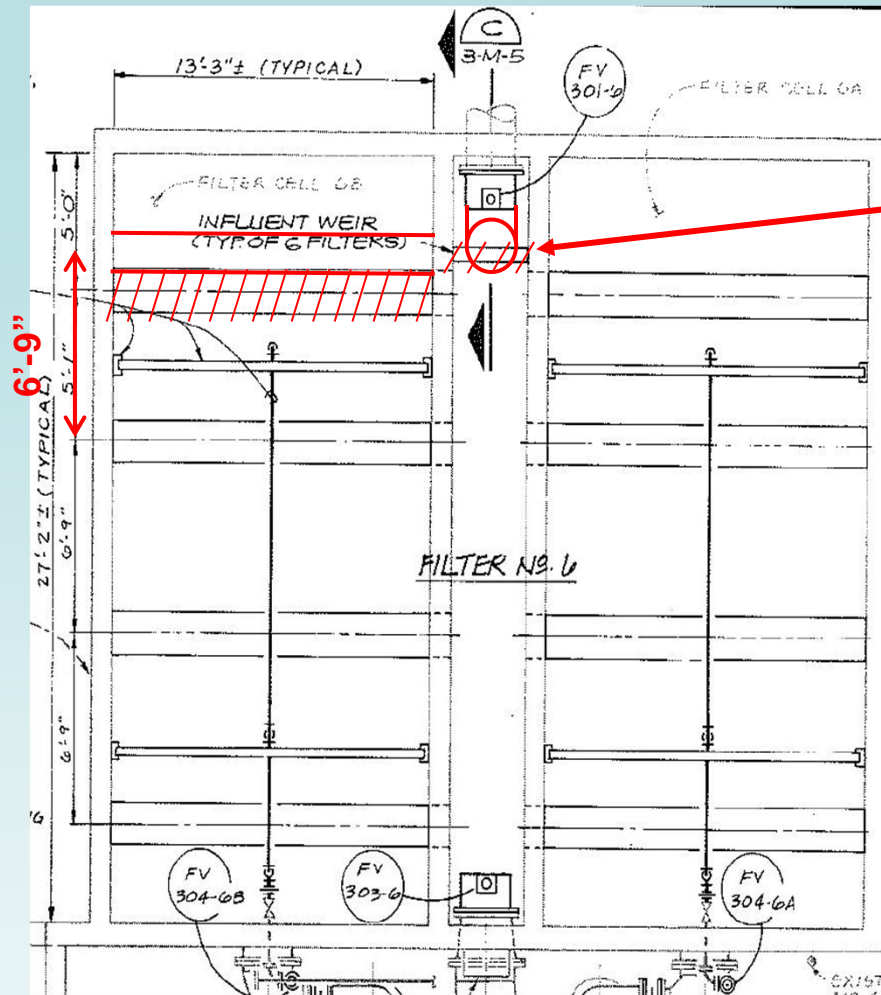 C
3-M-5
13'-3"± (TYPICAL)
FV
301-6
FILTER CELL 6A
FILTER CELL 6B
5'-0"
INFLUENT WEIR
(TYP. OF 6 FILTERS)
6'-9"
5'-1"
27'-2"± (TYPICAL)
6'-9"
FILTER NO. 6
6'-9"
FV
304-6B
FV
303-6
FV
304-6A